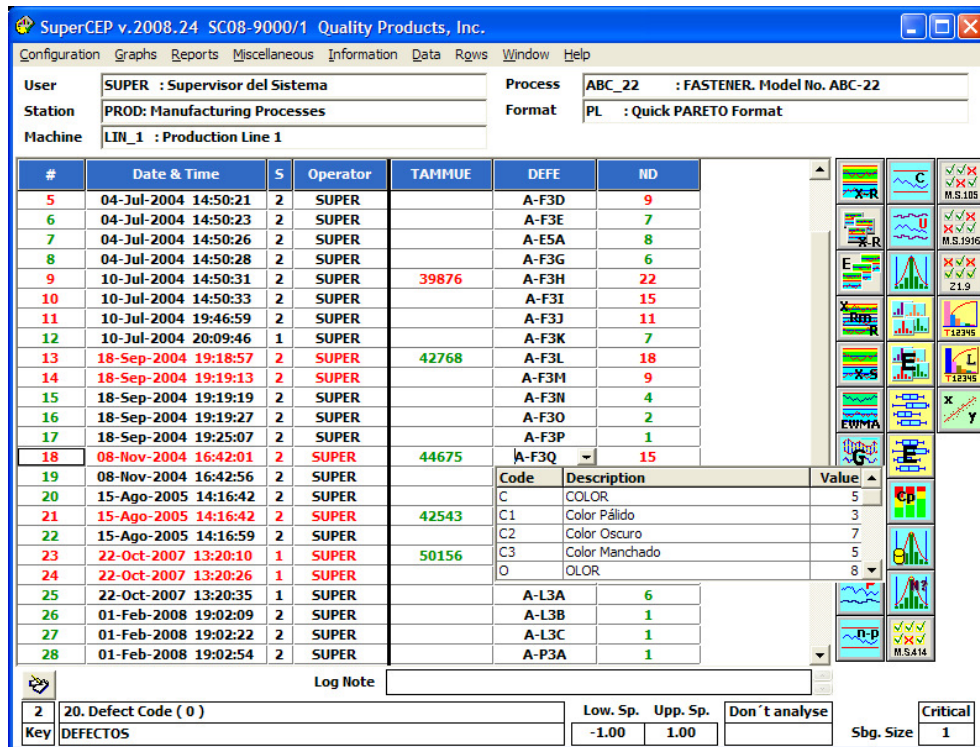 SuperCEP v.2008.24 SC08-9000/1 Quality Products, Inc.
Configuration Graphs Reports Miscellaneous Information Data Rows Window Help
User SUPER : Supervisor del Sistema Process ABC_22 : FASTENER. Model No. ABC-22
Station PROD: Manufacturing Processes Format PL : Quick PARETO Format
Machine LIN_1 : Production Line 1
# Date & Time S Operator TAMMUE DEFE ND
5 04-Jul-2004 14:50:21 2 SUPER A-F3D 9
6 04-Jul-2004 14:50:23 2 SUPER A-F3E 7
7 04-Jul-2004 14:50:26 2 SUPER A-E5A 8
8 04-Jul-2004 14:50:28 2 SUPER A-F3G 6
9 10-Jul-2004 14:50:31 2 SUPER 39876 A-F3H 22
10 10-Jul-2004 14:50:33 2 SUPER A-F3I 15
11 10-Jul-2004 19:46:59 2 SUPER A-F3J 11
12 10-Jul-2004 20:09:46 1 SUPER A-F3K 7
13 18-Sep-2004 19:18:57 2 SUPER 42768 A-F3L 18
14 18-Sep-2004 19:19:13 2 SUPER A-F3M 9
15 18-Sep-2004 19:19:19 2 SUPER A-F3N 4
16 18-Sep-2004 19:19:27 2 SUPER A-F3O 2
17 18-Sep-2004 19:25:07 2 SUPER A-F3P 1
18 08-Nov-2004 16:42:01 2 SUPER 44675 A-F3Q 15
19 08-Nov-2004 16:42:56 2 SUPER
20 15-Ago-2005 14:16:42 2 SUPER
21 15-Ago-2005 14:16:42 2 SUPER 42543
22 15-Ago-2005 14:16:59 2 SUPER
23 22-Oct-2007 13:20:10 1 SUPER 50156
24 22-Oct-2007 13:20:26 1 SUPER
25 22-Oct-2007 13:20:35 1 SUPER A-L3A 6
26 01-Feb-2008 19:02:09 2 SUPER A-L3B 1
27 01-Feb-2008 19:02:22 2 SUPER A-L3C 1
28 01-Feb-2008 19:02:54 2 SUPER A-P3A 1
Code Description Value
C COLOR 5
C1 Color Pálido 3
C2 Color Oscuro 7
C3 Color Manchado 5
O OLOR 8
X-R C M.S.105
X-R U M.S.1916
E Z1.9
X Rm R T12345
X-S E L T12345
EWMA x y
G E
Cp
P N?
n-p M.S.414
Log Note
2 20. Defect Code ( 0 ) Low. Sp. Upp. Sp. Don´t analyse Critical
Key DEFECTOS -1.00 1.00 Sbg. Size 1